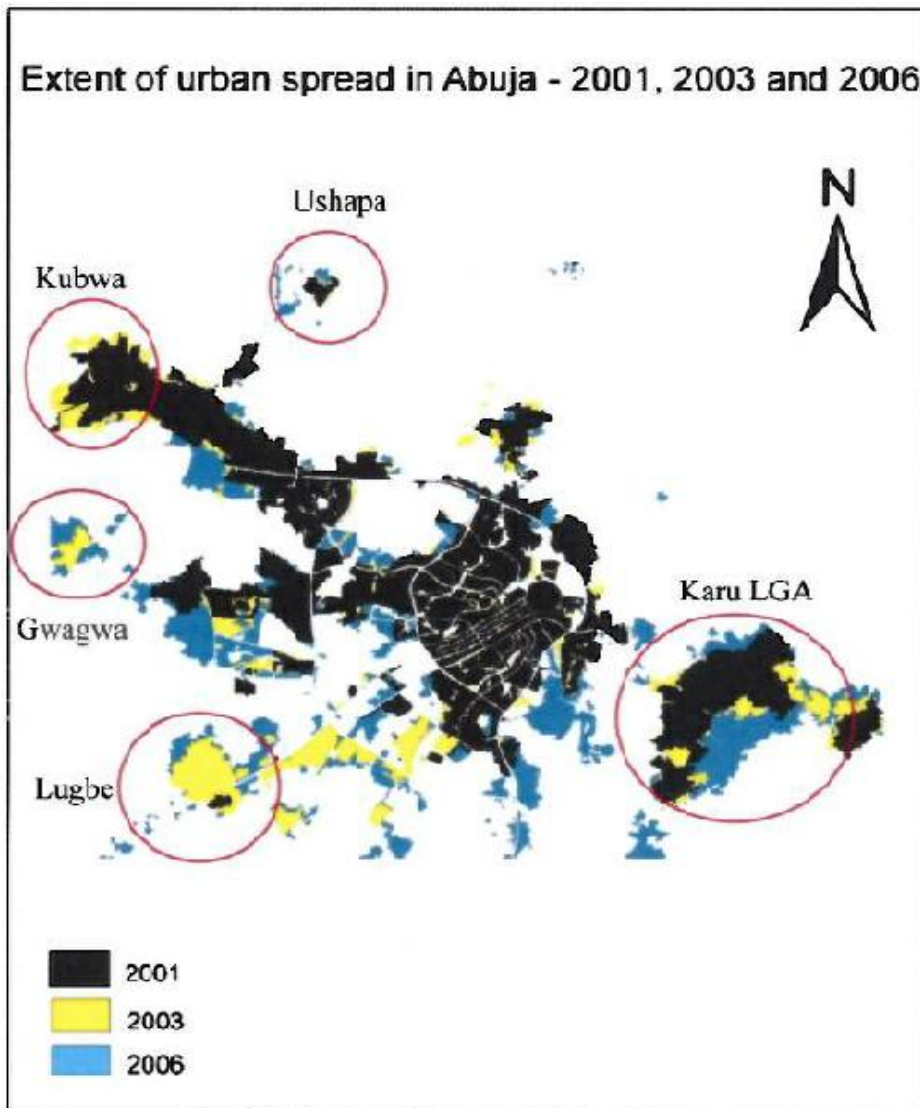 Extent of urban spread in Abuja - 2001, 2003 and 2006
N
Ushapa
Kubwa
Karu LGA
Gwagwa
Lugbe
2001
2003
2006